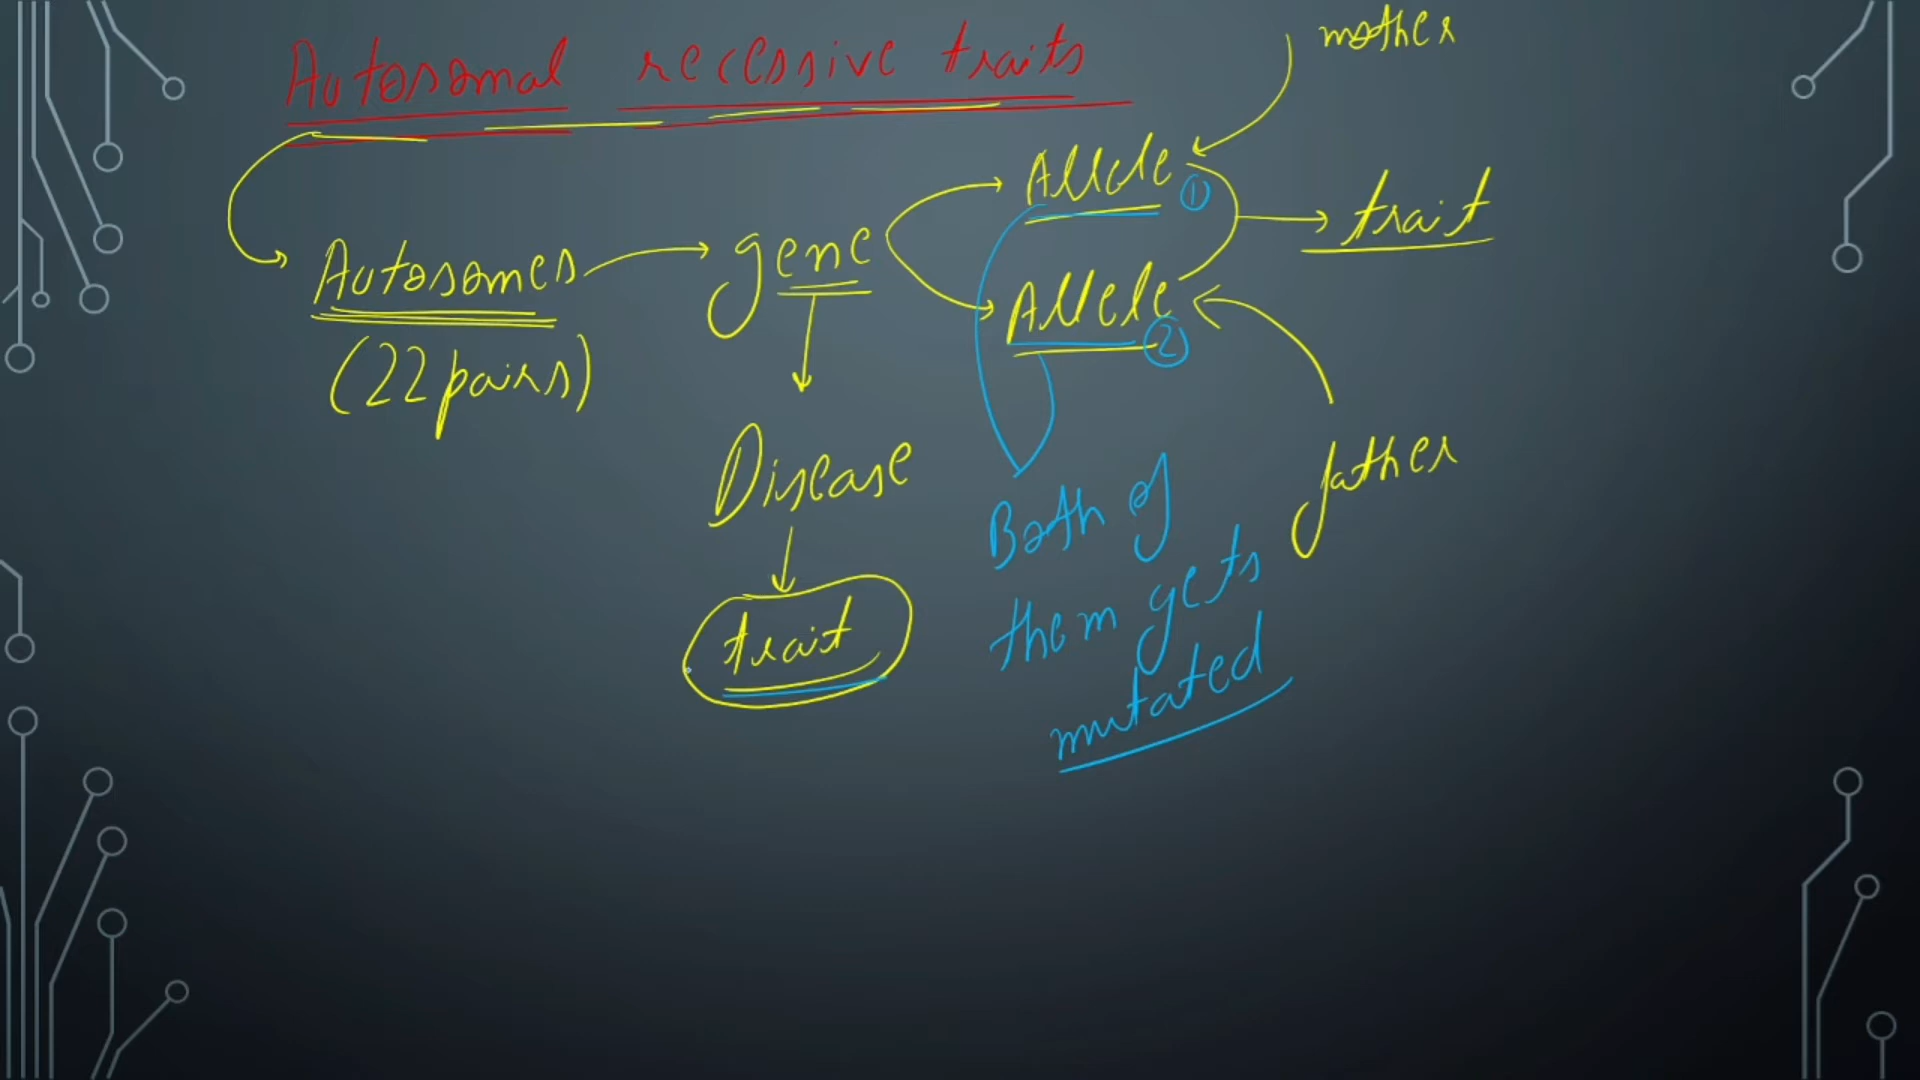 Autosomal recessive traits
mother
Allele ①
trait
Autosomes
gene
Allele ②
(22 pairs)
father
Disease
Both of
them gets
mutated
trait